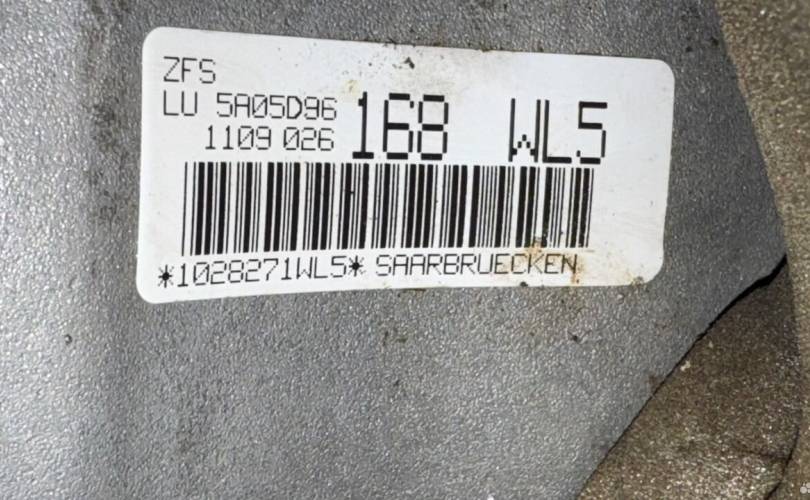 ZFS
LU 5A05D96
1109 026
168 WL5
*1028271WL5* SAARBRUECKEN